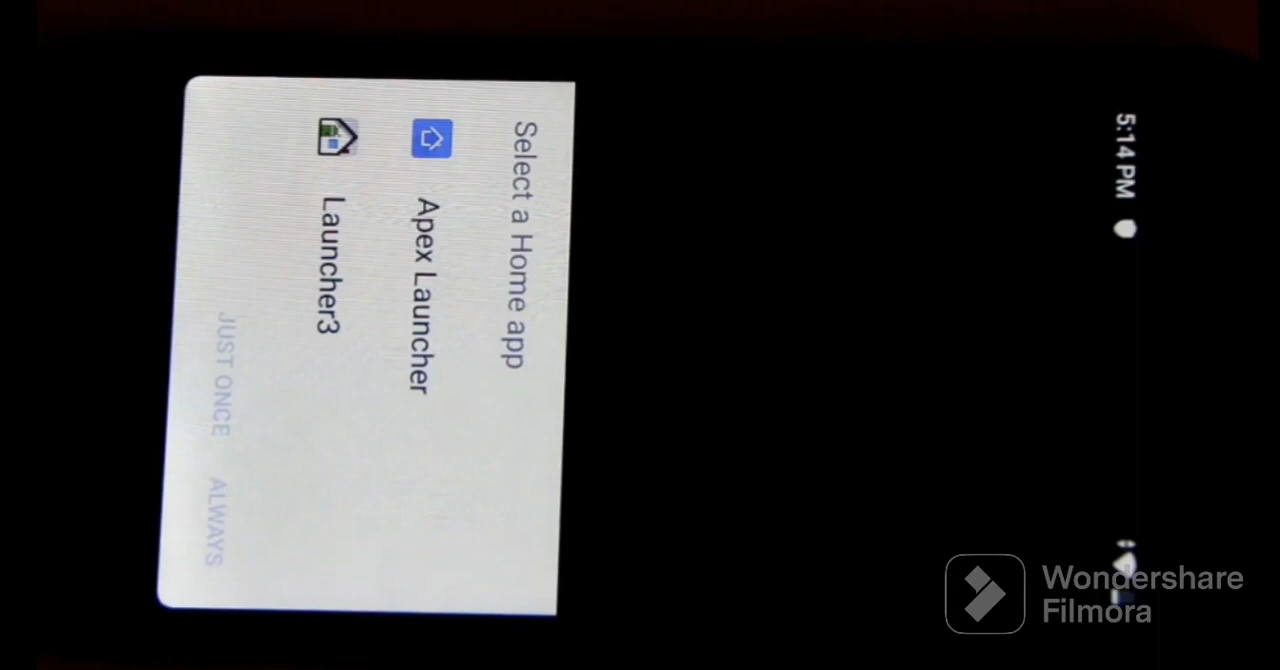 5:14 PM
Select a Home app
Apex Launcher
Launcher3
JUST ONCE ALWAYS
Wondershare
Filmora